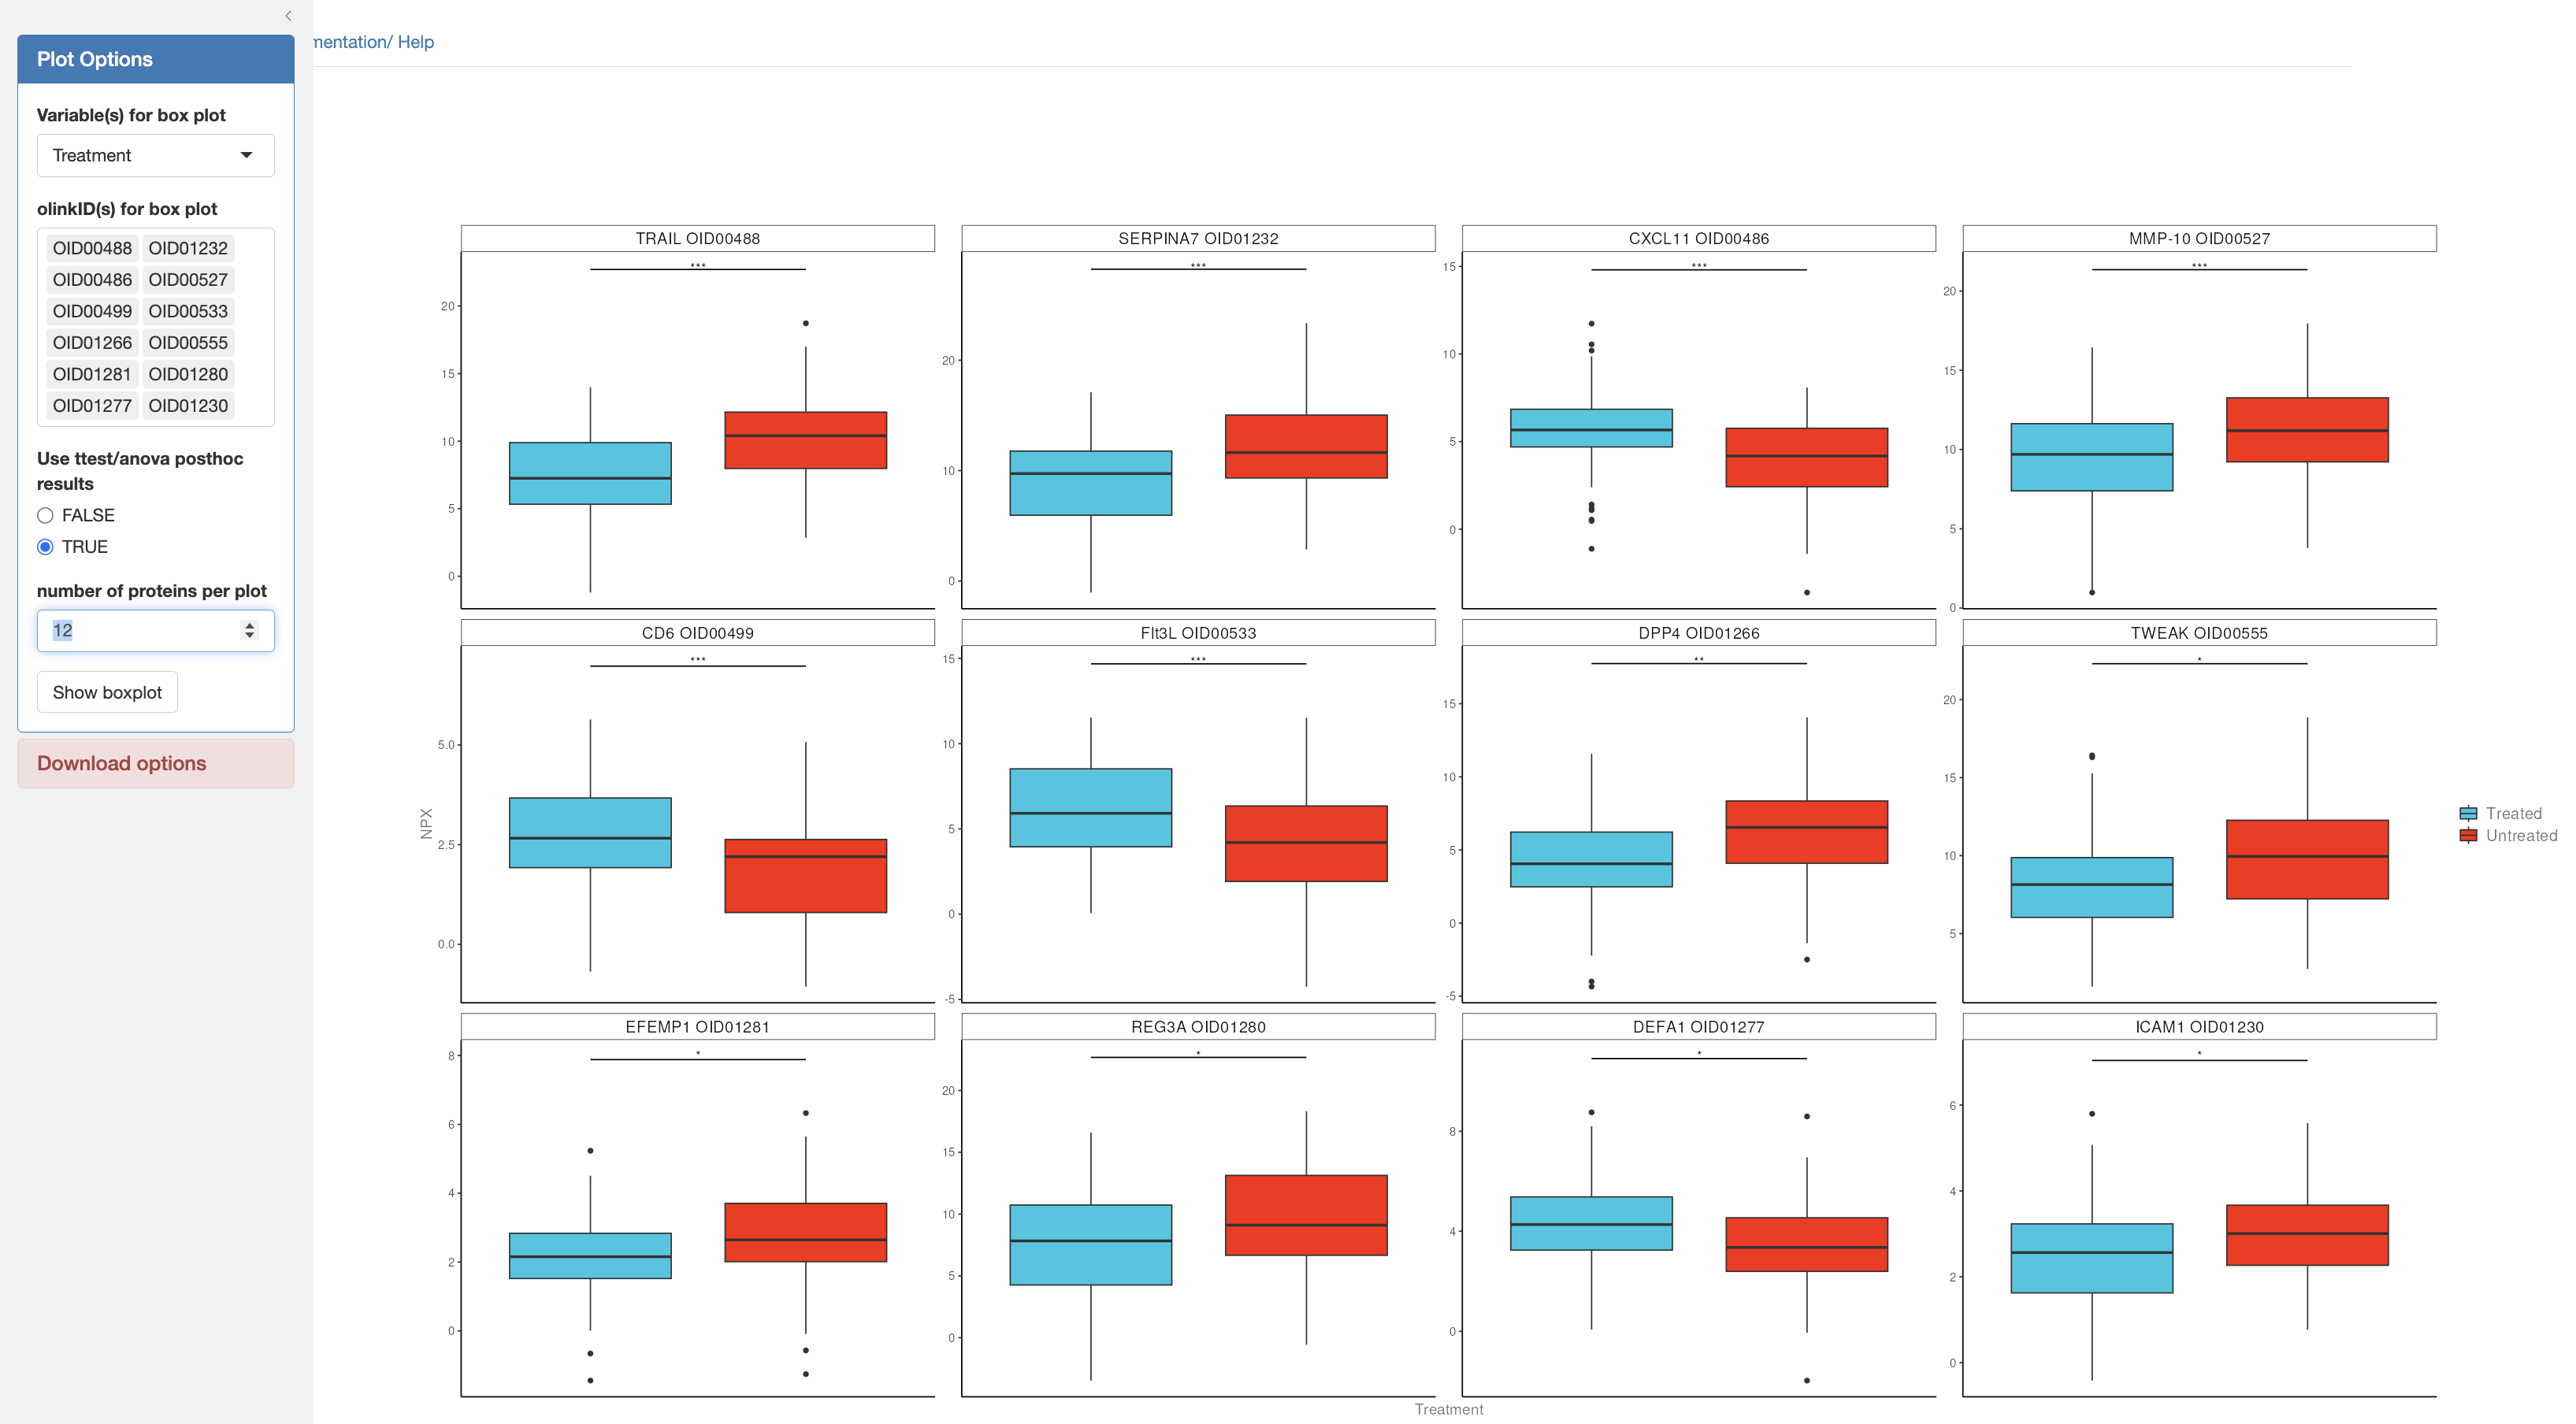 mentation/ Help
Plot Options
Variable(s) for box plot
Treatment
olinkID(s) for box plot
OID00488 OID01232
OID00486 OID00527
OID00499 OID00533
OID01266 OID00555
OID01281 OID01280
OID01277 OID01230
Use ttest/anova posthoc
results
FALSE
TRUE
number of proteins per plot
12
Show boxplot
Download options
TRAIL OID00488
***
20
15
10
5
0
SERPINA7 OID01232
***
20
10
0
CXCL11 OID00486
***
15
10
5
0
MMP-10 OID00527
***
20
15
10
5
0
CD6 OID00499
***
5.0
2.5
0.0
Flt3L OID00533
***
15
10
5
0
-5
DPP4 OID01266
**
15
10
5
0
-5
TWEAK OID00555
*
20
15
10
5
EFEMP1 OID01281
*
8
6
4
2
0
REG3A OID01280
*
20
15
10
5
0
DEFA1 OID01277
*
8
4
0
ICAM1 OID01230
*
6
4
2
0
NPX
Treatment
Treated
Untreated